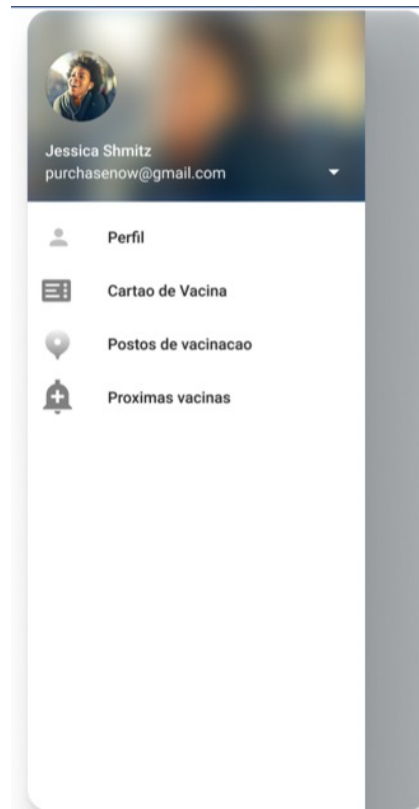 Jessica Shmitz
purchasenow@gmail.com
Perfil
Cartao de Vacina
Postos de vacinacao
Proximas vacinas